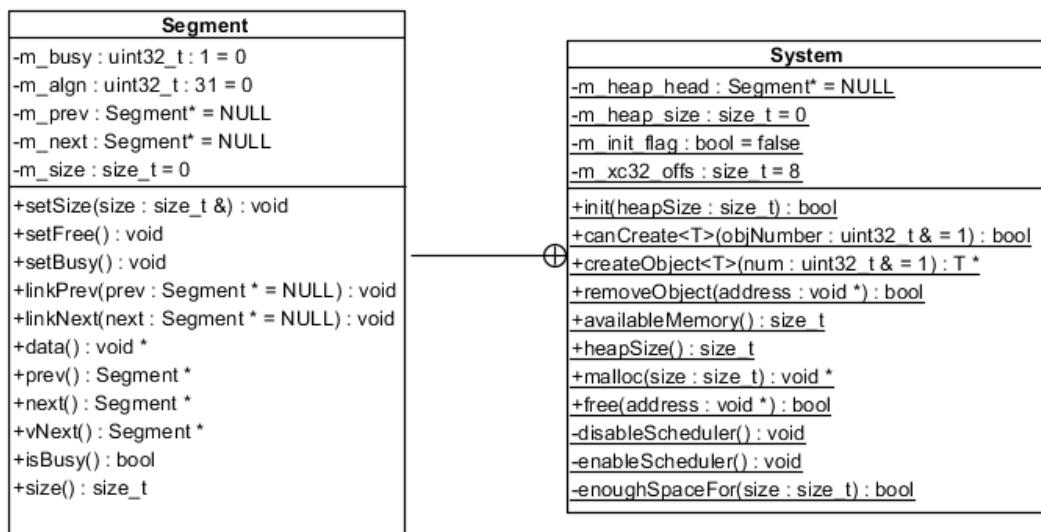 Segment
-m_busy : uint32_t : 1 = 0
-m_algn : uint32_t : 31 = 0
-m_prev : Segment* = NULL
-m_next : Segment* = NULL
-m_size : size_t = 0
+setSize(size : size_t &) : void
+setFree() : void
+setBusy() : void
+linkPrev(prev : Segment * = NULL) : void
+linkNext(next : Segment * = NULL) : void
+data() : void *
+prev() : Segment *
+next() : Segment *
+vNext() : Segment *
+isBusy() : bool
+size() : size_t
System
-m_heap_head : Segment* = NULL
-m_heap_size : size_t = 0
-m_init_flag : bool = false
-m_xc32_offs : size_t = 8
+init(heapSize : size_t) : bool
+canCreate<T>(objNumber : uint32_t & = 1) : bool
+createObject<T>(num : uint32_t & = 1) : T *
+removeObject(address : void *) : bool
+availableMemory() : size_t
+heapSize() : size_t
+malloc(size : size_t) : void *
+free(address : void *) : bool
-disableScheduler() : void
-enableScheduler() : void
-enoughSpaceFor(size : size_t) : bool